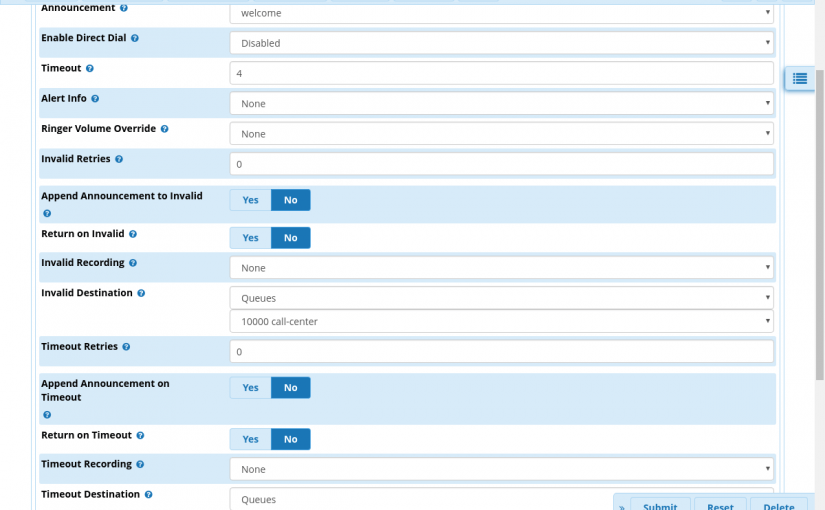 Announcement
welcome
Enable Direct Dial
Disabled
Timeout
4
Alert Info
None
Ringer Volume Override
None
Invalid Retries
0
Append Announcement to Invalid
Yes No
Return on Invalid
Yes No
Invalid Recording
None
Invalid Destination
Queues
10000 call-center
Timeout Retries
0
Append Announcement on
Timeout
Yes No
Return on Timeout
Yes No
Timeout Recording
None
Timeout Destination
Queues
» Submit Reset Delete